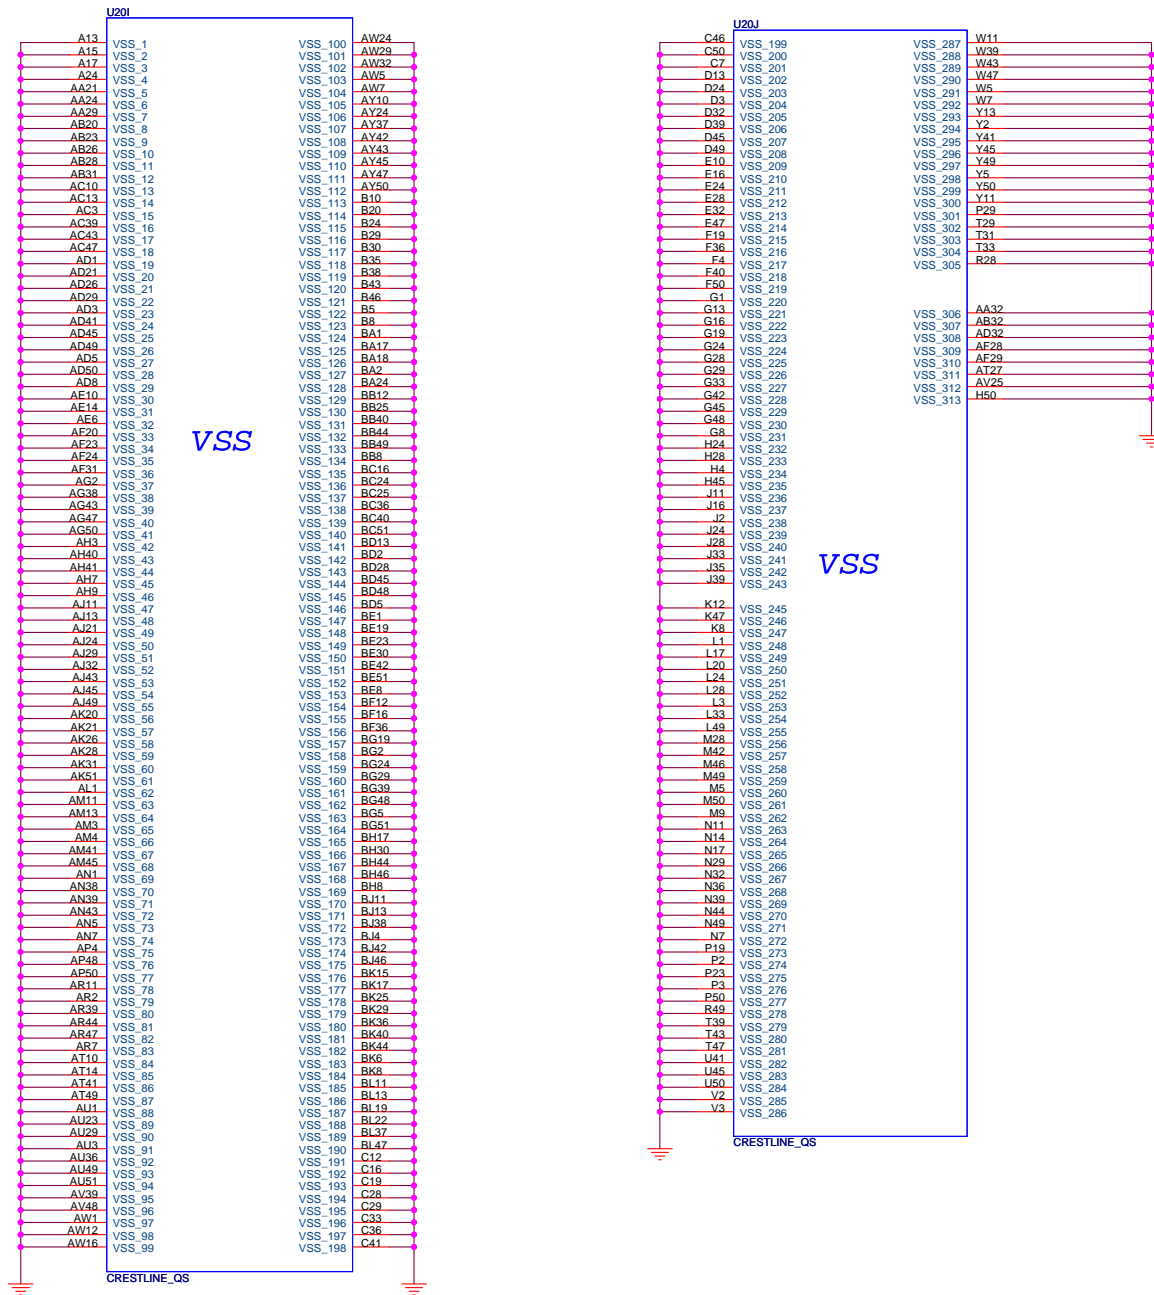 U20I
A13 VSS_1 VSS_100 AW24
A15 VSS_2 VSS_101 AW29
A17 VSS_3 VSS_102 AW32
A24 VSS_4 VSS_103 AW5
AA21 VSS_5 VSS_104 AW7
AA24 VSS_6 VSS_105 AY10
AA29 VSS_7 VSS_106 AY24
AB20 VSS_8 VSS_107 AY37
AB23 VSS_9 VSS_108 AY42
AB26 VSS_10 VSS_109 AY43
AB28 VSS_11 VSS_110 AY45
AB31 VSS_12 VSS_111 AY47
AC10 VSS_13 VSS_112 AY50
AC13 VSS_14 VSS_113 B10
AC3 VSS_15 VSS_114 B20
AC39 VSS_16 VSS_115 B24
AC43 VSS_17 VSS_116 B29
AC47 VSS_18 VSS_117 B30
AD1 VSS_19 VSS_118 B35
AD21 VSS_20 VSS_119 B38
AD26 VSS_21 VSS_120 B43
AD29 VSS_22 VSS_121 B46
AD3 VSS_23 VSS_122 B5
AD41 VSS_24 VSS_123 B8
AD45 VSS_25 VSS_124 BA1
AD49 VSS_26 VSS_125 BA17
AD5 VSS_27 VSS_126 BA18
AD50 VSS_28 VSS_127 BA2
AD8 VSS_29 VSS_128 BA24
AE10 VSS_30 VSS_129 BB12
AE14 VSS_31 VSS_130 BB25
AE6 VSS_32 VSS_131 BB40
AF20 VSS_33 VSS_132 BB44
AF23 VSS_34 VSS_133 BB49
AF24 VSS_35 VSS_134 BB8
AF31 VSS_36 VSS_135 BC16
AG2 VSS_37 VSS_136 BC24
AG38 VSS_38 VSS_137 BC25
AG43 VSS_39 VSS_138 BC36
AG47 VSS_40 VSS_139 BC40
AG50 VSS_41 VSS_140 BC51
AH3 VSS_42 VSS_141 BD13
AH40 VSS_43 VSS_142 BD2
AH41 VSS_44 VSS_143 BD28
AH7 VSS_45 VSS_144 BD45
AH9 VSS_46 VSS_145 BD48
AJ11 VSS_47 VSS_146 BD5
AJ13 VSS_48 VSS_147 BE1
AJ21 VSS_49 VSS_148 BE19
AJ24 VSS_50 VSS_149 BE23
AJ29 VSS_51 VSS_150 BE30
AJ32 VSS_52 VSS_151 BE42
AJ43 VSS_53 VSS_152 BE51
AJ45 VSS_54 VSS_153 BE8
AJ49 VSS_55 VSS_154 BF12
AK20 VSS_56 VSS_155 BF16
AK21 VSS_57 VSS_156 BF36
AK26 VSS_58 VSS_157 BG19
AK28 VSS_59 VSS_158 BG2
AK31 VSS_60 VSS_159 BG24
AK51 VSS_61 VSS_160 BG29
AL1 VSS_62 VSS_161 BG39
AM11 VSS_63 VSS_162 BG48
AM13 VSS_64 VSS_163 BG5
AM3 VSS_65 VSS_164 BG51
AM4 VSS_66 VSS_165 BH17
AM41 VSS_67 VSS_166 BH30
AM45 VSS_68 VSS_167 BH44
AN1 VSS_69 VSS_168 BH46
AN38 VSS_70 VSS_169 BH8
AN39 VSS_71 VSS_170 BJ11
AN43 VSS_72 VSS_171 BJ13
AN5 VSS_73 VSS_172 BJ38
AN7 VSS_74 VSS_173 BJ4
AP4 VSS_75 VSS_174 BJ42
AP48 VSS_76 VSS_175 BJ46
AP50 VSS_77 VSS_176 BK15
AR11 VSS_78 VSS_177 BK17
AR2 VSS_79 VSS_178 BK25
AR39 VSS_80 VSS_179 BK29
AR44 VSS_81 VSS_180 BK36
AR47 VSS_82 VSS_181 BK40
AR7 VSS_83 VSS_182 BK44
AT10 VSS_84 VSS_183 BK6
AT14 VSS_85 VSS_184 BK8
AT41 VSS_86 VSS_185 BL11
AT49 VSS_87 VSS_186 BL13
AU1 VSS_88 VSS_187 BL19
AU23 VSS_89 VSS_188 BL22
AU29 VSS_90 VSS_189 BL37
AU3 VSS_91 VSS_190 BL47
AU36 VSS_92 VSS_191 C12
AU49 VSS_93 VSS_192 C16
AU51 VSS_94 VSS_193 C19
AV39 VSS_95 VSS_194 C28
AV48 VSS_96 VSS_195 C29
AW1 VSS_97 VSS_196 C33
AW12 VSS_98 VSS_197 C36
AW16 VSS_99 VSS_198 C41
VSS
CRESTLINE_QS
U20J
C46 VSS_199 VSS_287 W11
C50 VSS_200 VSS_288 W39
C7 VSS_201 VSS_289 W43
D13 VSS_202 VSS_290 W47
D24 VSS_203 VSS_291 W5
D3 VSS_204 VSS_292 W7
D32 VSS_205 VSS_293 Y13
D39 VSS_206 VSS_294 Y2
D45 VSS_207 VSS_295 Y41
D49 VSS_208 VSS_296 Y45
E10 VSS_209 VSS_297 Y49
E16 VSS_210 VSS_298 Y5
E24 VSS_211 VSS_299 Y50
E28 VSS_212 VSS_300 Y11
E32 VSS_213 VSS_301 P29
E47 VSS_214 VSS_302 T29
F19 VSS_215 VSS_303 T31
F36 VSS_216 VSS_304 T33
F4 VSS_217 VSS_305 R28
F40 VSS_218
F50 VSS_219
G1 VSS_220
G13 VSS_221 VSS_306 AA32
G16 VSS_222 VSS_307 AB32
G19 VSS_223 VSS_308 AD32
G24 VSS_224 VSS_309 AF28
G28 VSS_225 VSS_310 AF29
G29 VSS_226 VSS_311 AT27
G33 VSS_227 VSS_312 AV25
G42 VSS_228 VSS_313 H50
G45 VSS_229
G48 VSS_230
G8 VSS_231
H24 VSS_232
H28 VSS_233
H4 VSS_234
H45 VSS_235
J11 VSS_236
J16 VSS_237
J2 VSS_238
J24 VSS_239
J28 VSS_240
J33 VSS_241
J35 VSS_242
J39 VSS_243
VSS
K12 VSS_245
K47 VSS_246
K8 VSS_247
L1 VSS_248
L17 VSS_249
L20 VSS_250
L24 VSS_251
L28 VSS_252
L3 VSS_253
L33 VSS_254
L49 VSS_255
M28 VSS_256
M42 VSS_257
M46 VSS_258
M49 VSS_259
M5 VSS_260
M50 VSS_261
M9 VSS_262
N11 VSS_263
N14 VSS_264
N17 VSS_265
N29 VSS_266
N32 VSS_267
N36 VSS_268
N39 VSS_269
N44 VSS_270
N49 VSS_271
N7 VSS_272
P19 VSS_273
P2 VSS_274
P23 VSS_275
P3 VSS_276
P50 VSS_277
R49 VSS_278
T39 VSS_279
T43 VSS_280
T47 VSS_281
U41 VSS_282
U45 VSS_283
U50 VSS_284
V2 VSS_285
V3 VSS_286
CRESTLINE_QS